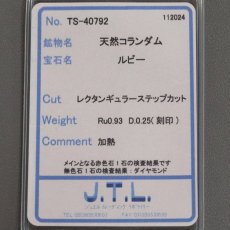 No. TS-40792 112024
鉱物名 天然コランダム
宝石名 ルビー
Cut レクタンギュラーステップカット
Weight Ru0.93 D.0.25(刻印)
Comment 加熱
メインとなる赤色石1石の検査結果です
無色石1石の検査結果：ダイヤモンド
J.T.L.